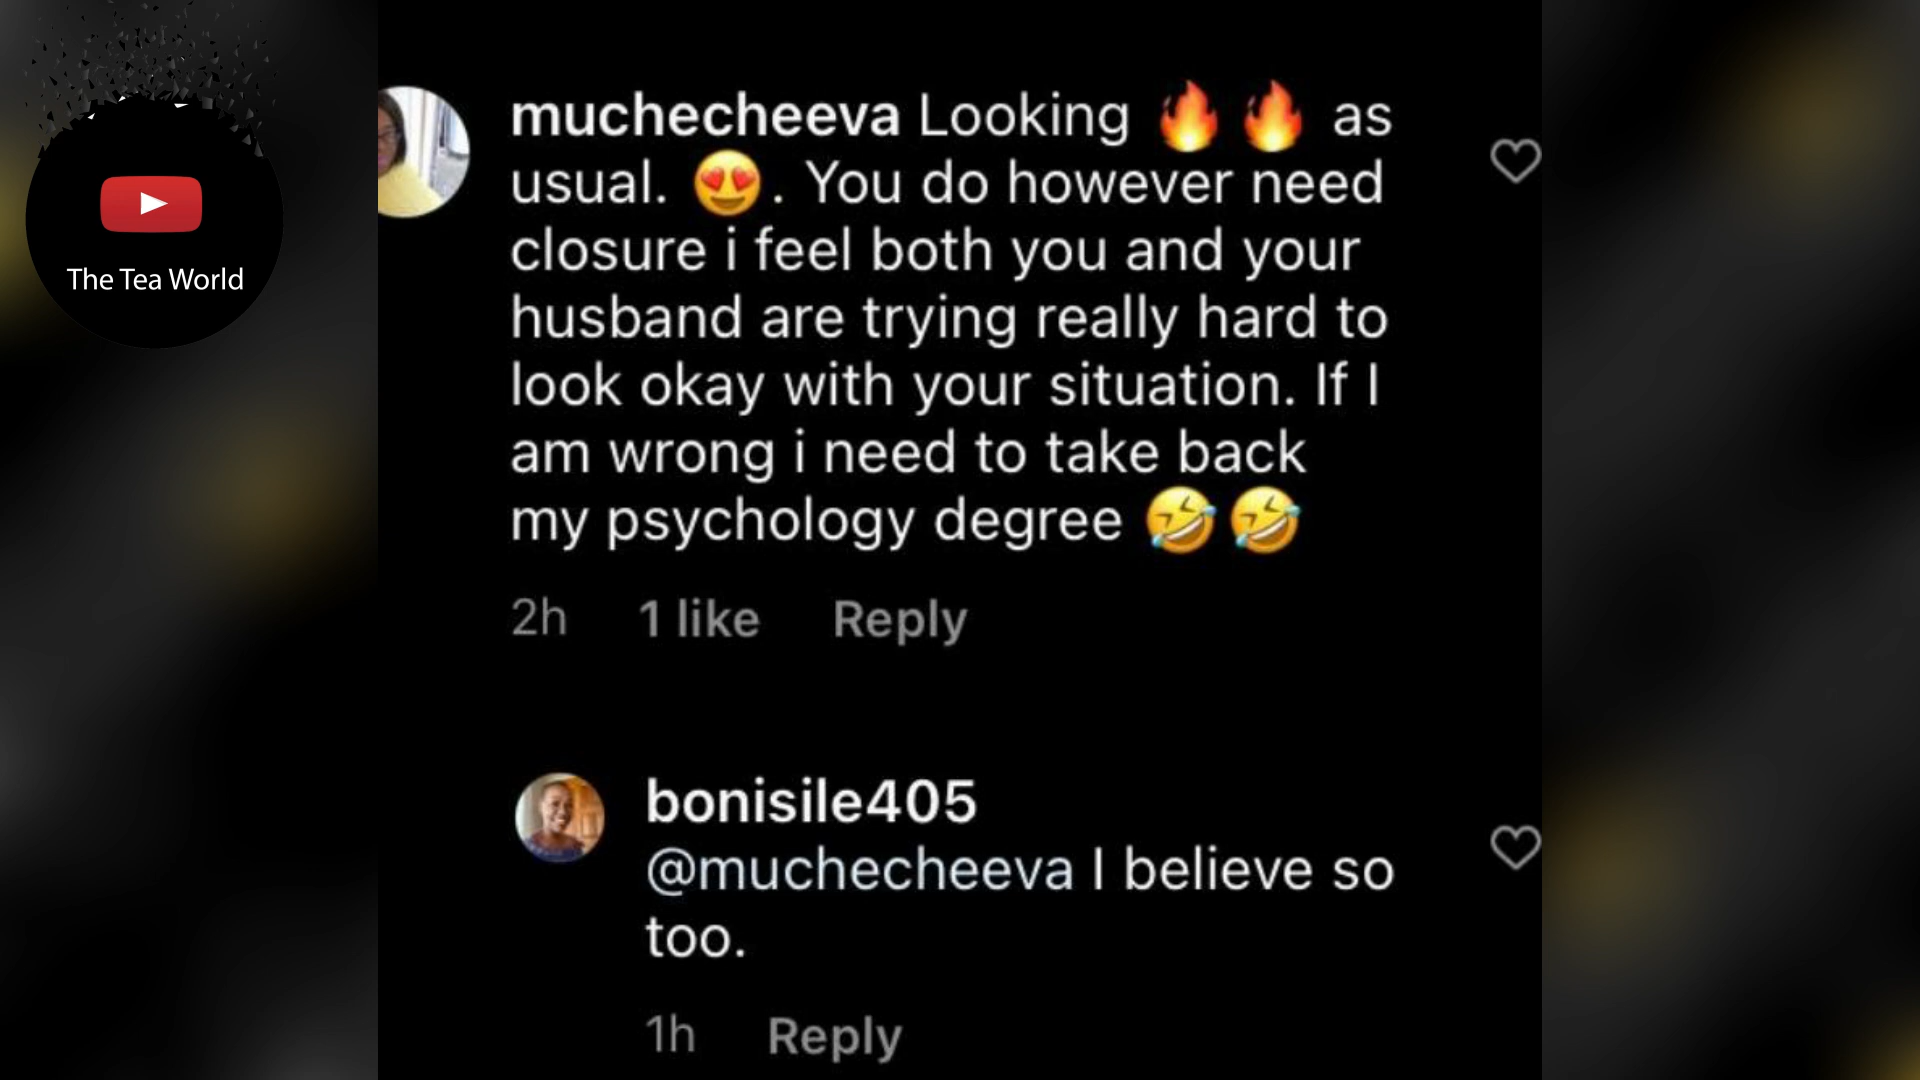 The Tea World
muchecheeva Looking 🔥🔥 as
usual. 😍. You do however need
closure i feel both you and your
husband are trying really hard to
look okay with your situation. If I
am wrong i need to take back
my psychology degree 🤣🤣
2h 1 like Reply
bonisile405
@muchecheeva I believe so
too.
1h Reply